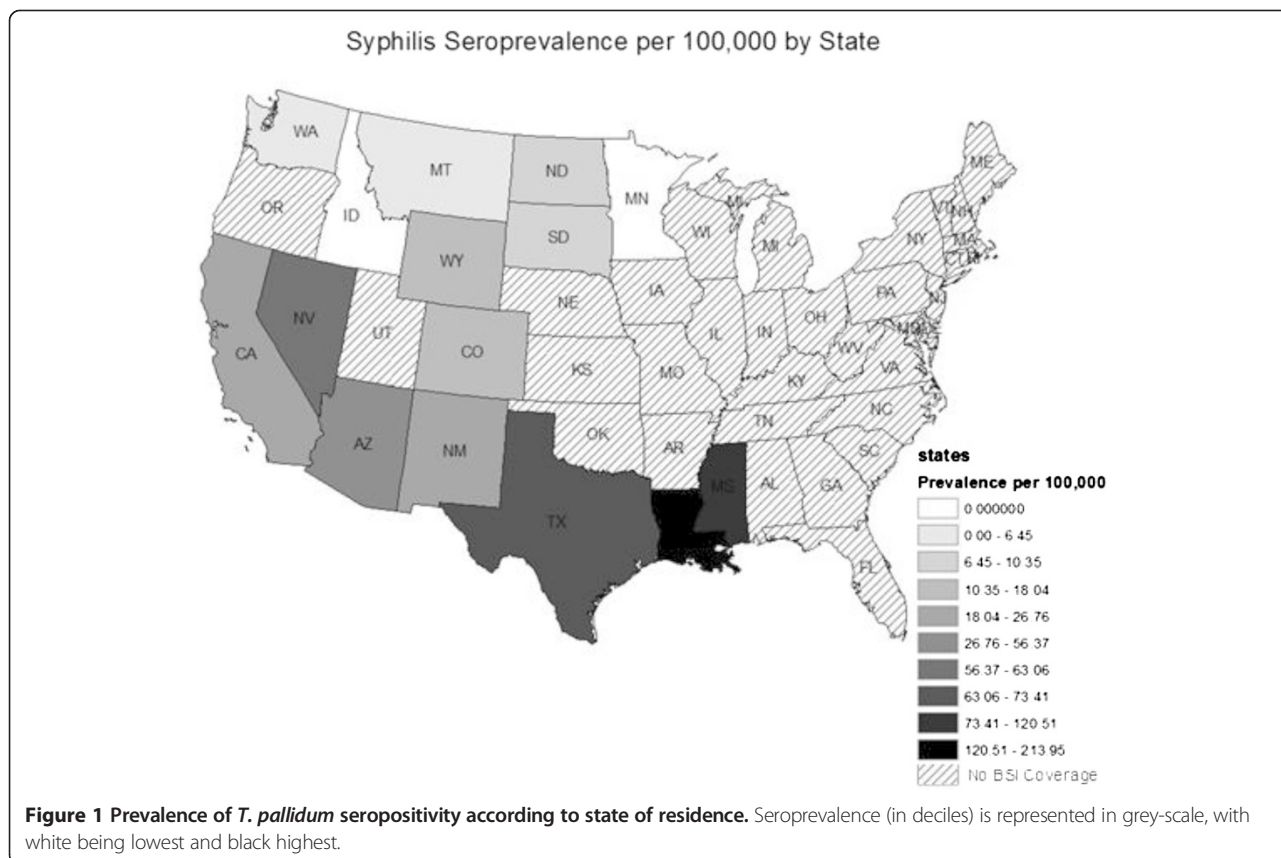 Syphilis Seroprevalence per 100,000 by State
WA
MT
ND
MN
ME
OR
ID
SD
WI
MI
MI
VT
NH
NY
MA
CT
RI
WY
IA
NE
PA
NJ
NV
UT
CO
IL
IN
OH
MD
DE
WV
CA
KS
MO
KY
VA
NC
TN
AZ
NM
OK
AR
SC
MS
AL
GA
TX
FL
states
Prevalence per 100,000
0 000000
0 00 - 6 45
6 45 - 10 35
10 35 - 18 04
18 04 - 26 76
26 76 - 56 37
56 37 - 63 06
63 06 - 73 41
73 41 - 120 51
120 51 - 213 95
No BSI Coverage
Figure 1 Prevalence of T. pallidum seropositivity according to state of residence. Seroprevalence (in deciles) is represented in grey-scale, with
white being lowest and black highest.